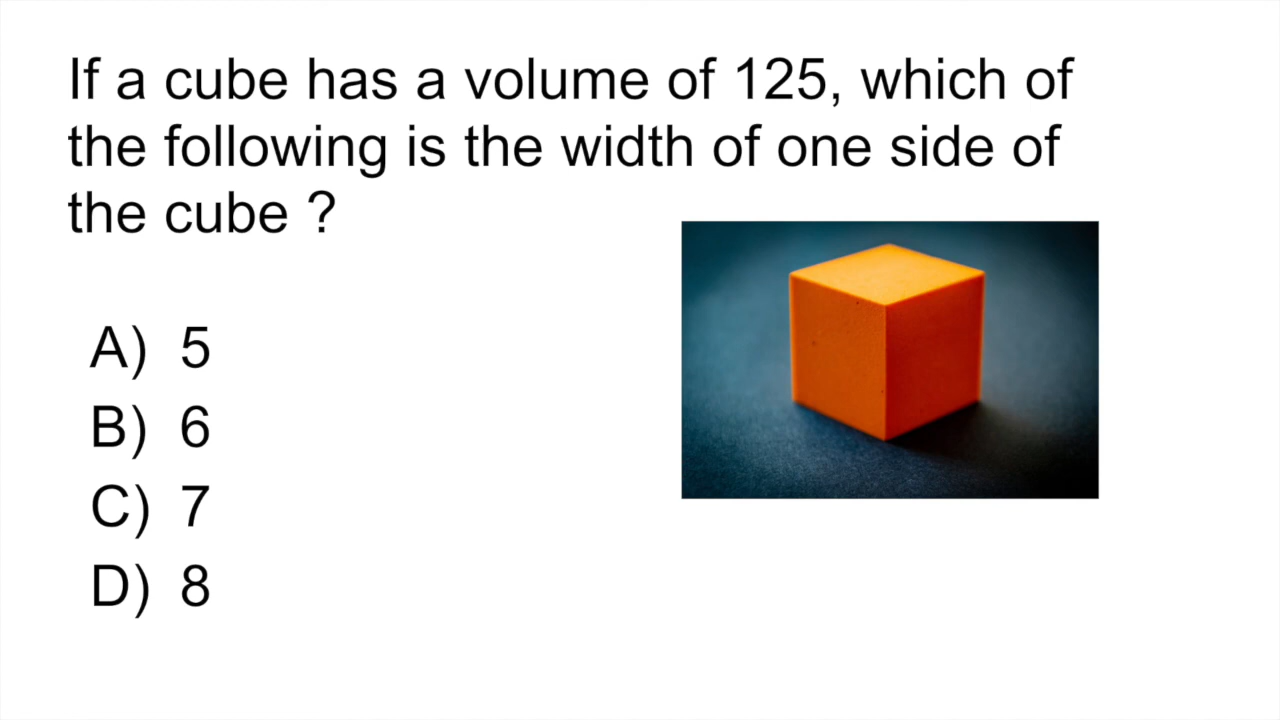 If a cube has a volume of 125, which of
the following is the width of one side of
the cube ?
A) 5
B) 6
C) 7
D) 8